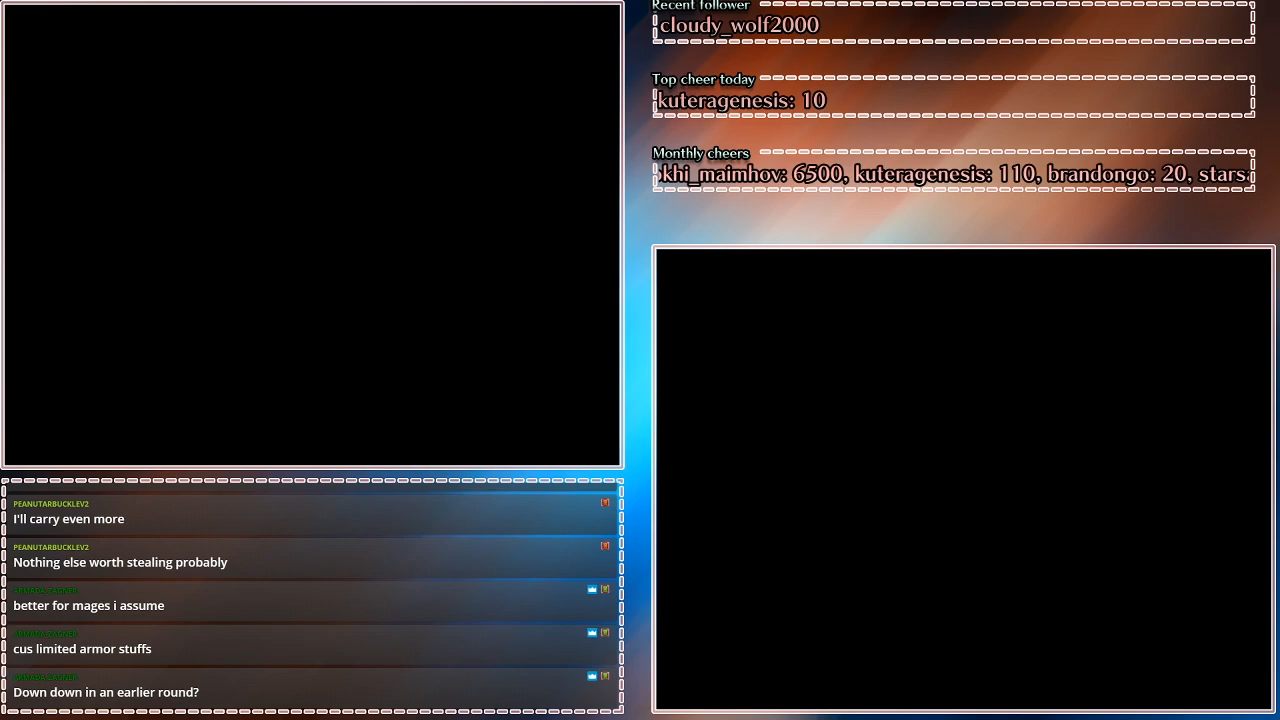 Recent follower
cloudy_wolf2000
Top cheer today
kuteragenesis: 10
Monthly cheers
khi_maimhov: 6500, kuteragenesis: 110, brandongo: 20, stars
PEANUTARBUCKLEV2
I'll carry even more
PEANUTARBUCKLEV2
Nothing else worth stealing probably
better for mages i assume
cus limited armor stuffs
Down down in an earlier round?